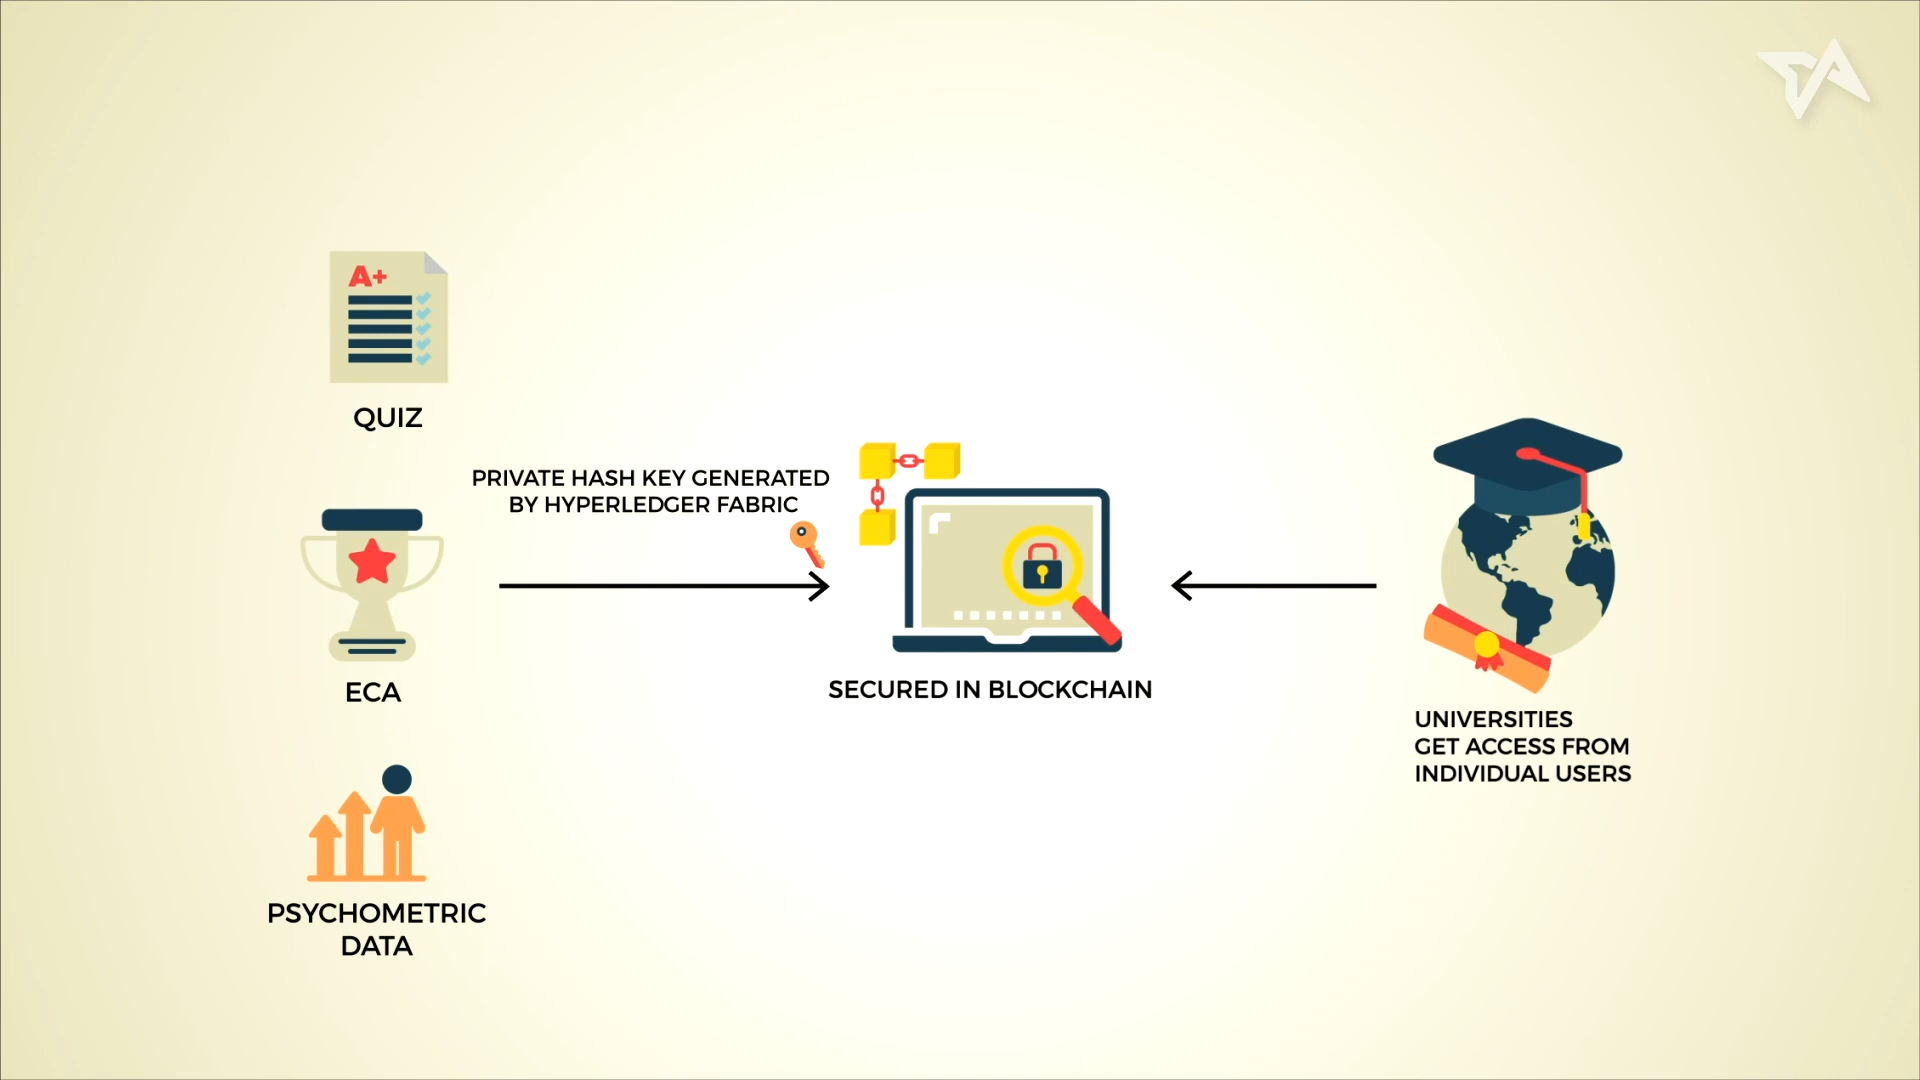 A+
QUIZ
PRIVATE HASH KEY GENERATED
BY HYPERLEDGER FABRIC
ECA
SECURED IN BLOCKCHAIN
UNIVERSITIES
GET ACCESS FROM
INDIVIDUAL USERS
PSYCHOMETRIC
DATA